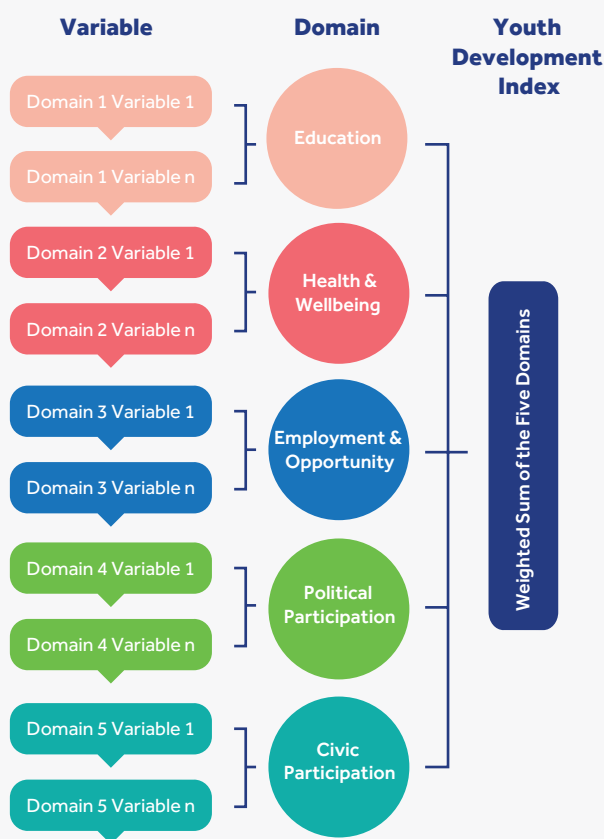 Variable
Domain
Youth
Development
Index
Domain 1 Variable 1
Domain 1 Variable n
Education
Domain 2 Variable 1
Domain 2 Variable n
Health &
Wellbeing
Domain 3 Variable 1
Domain 3 Variable n
Employment &
Opportunity
Domain 4 Variable 1
Domain 4 Variable n
Political
Participation
Domain 5 Variable 1
Domain 5 Variable n
Civic
Participation
Weighted Sum of the Five Domains